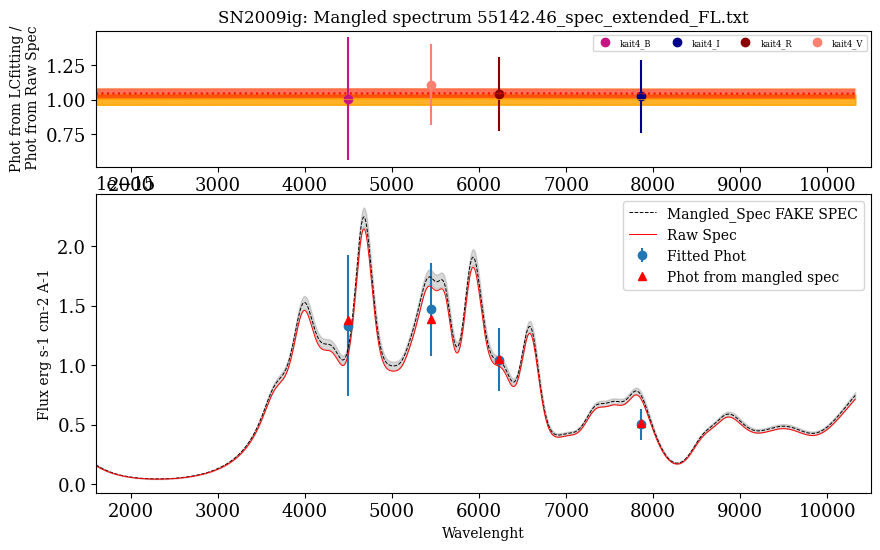 SN2009ig: Mangled spectrum 55142.46_spec_extended_FL.txt
Phot from LCfitting /
Phot from Raw Spec
kait4_B kait4_I kait4_R kait4_V
1.25
1.00
0.75
2000 3000 4000 5000 6000 7000 8000 9000 10000
1e−15
Mangled_Spec FAKE SPEC
Raw Spec
Fitted Phot
Phot from mangled spec
Flux erg s-1 cm-2 A-1
2.0
1.5
1.0
0.5
0.0
2000 3000 4000 5000 6000 7000 8000 9000 10000
Wavelenght